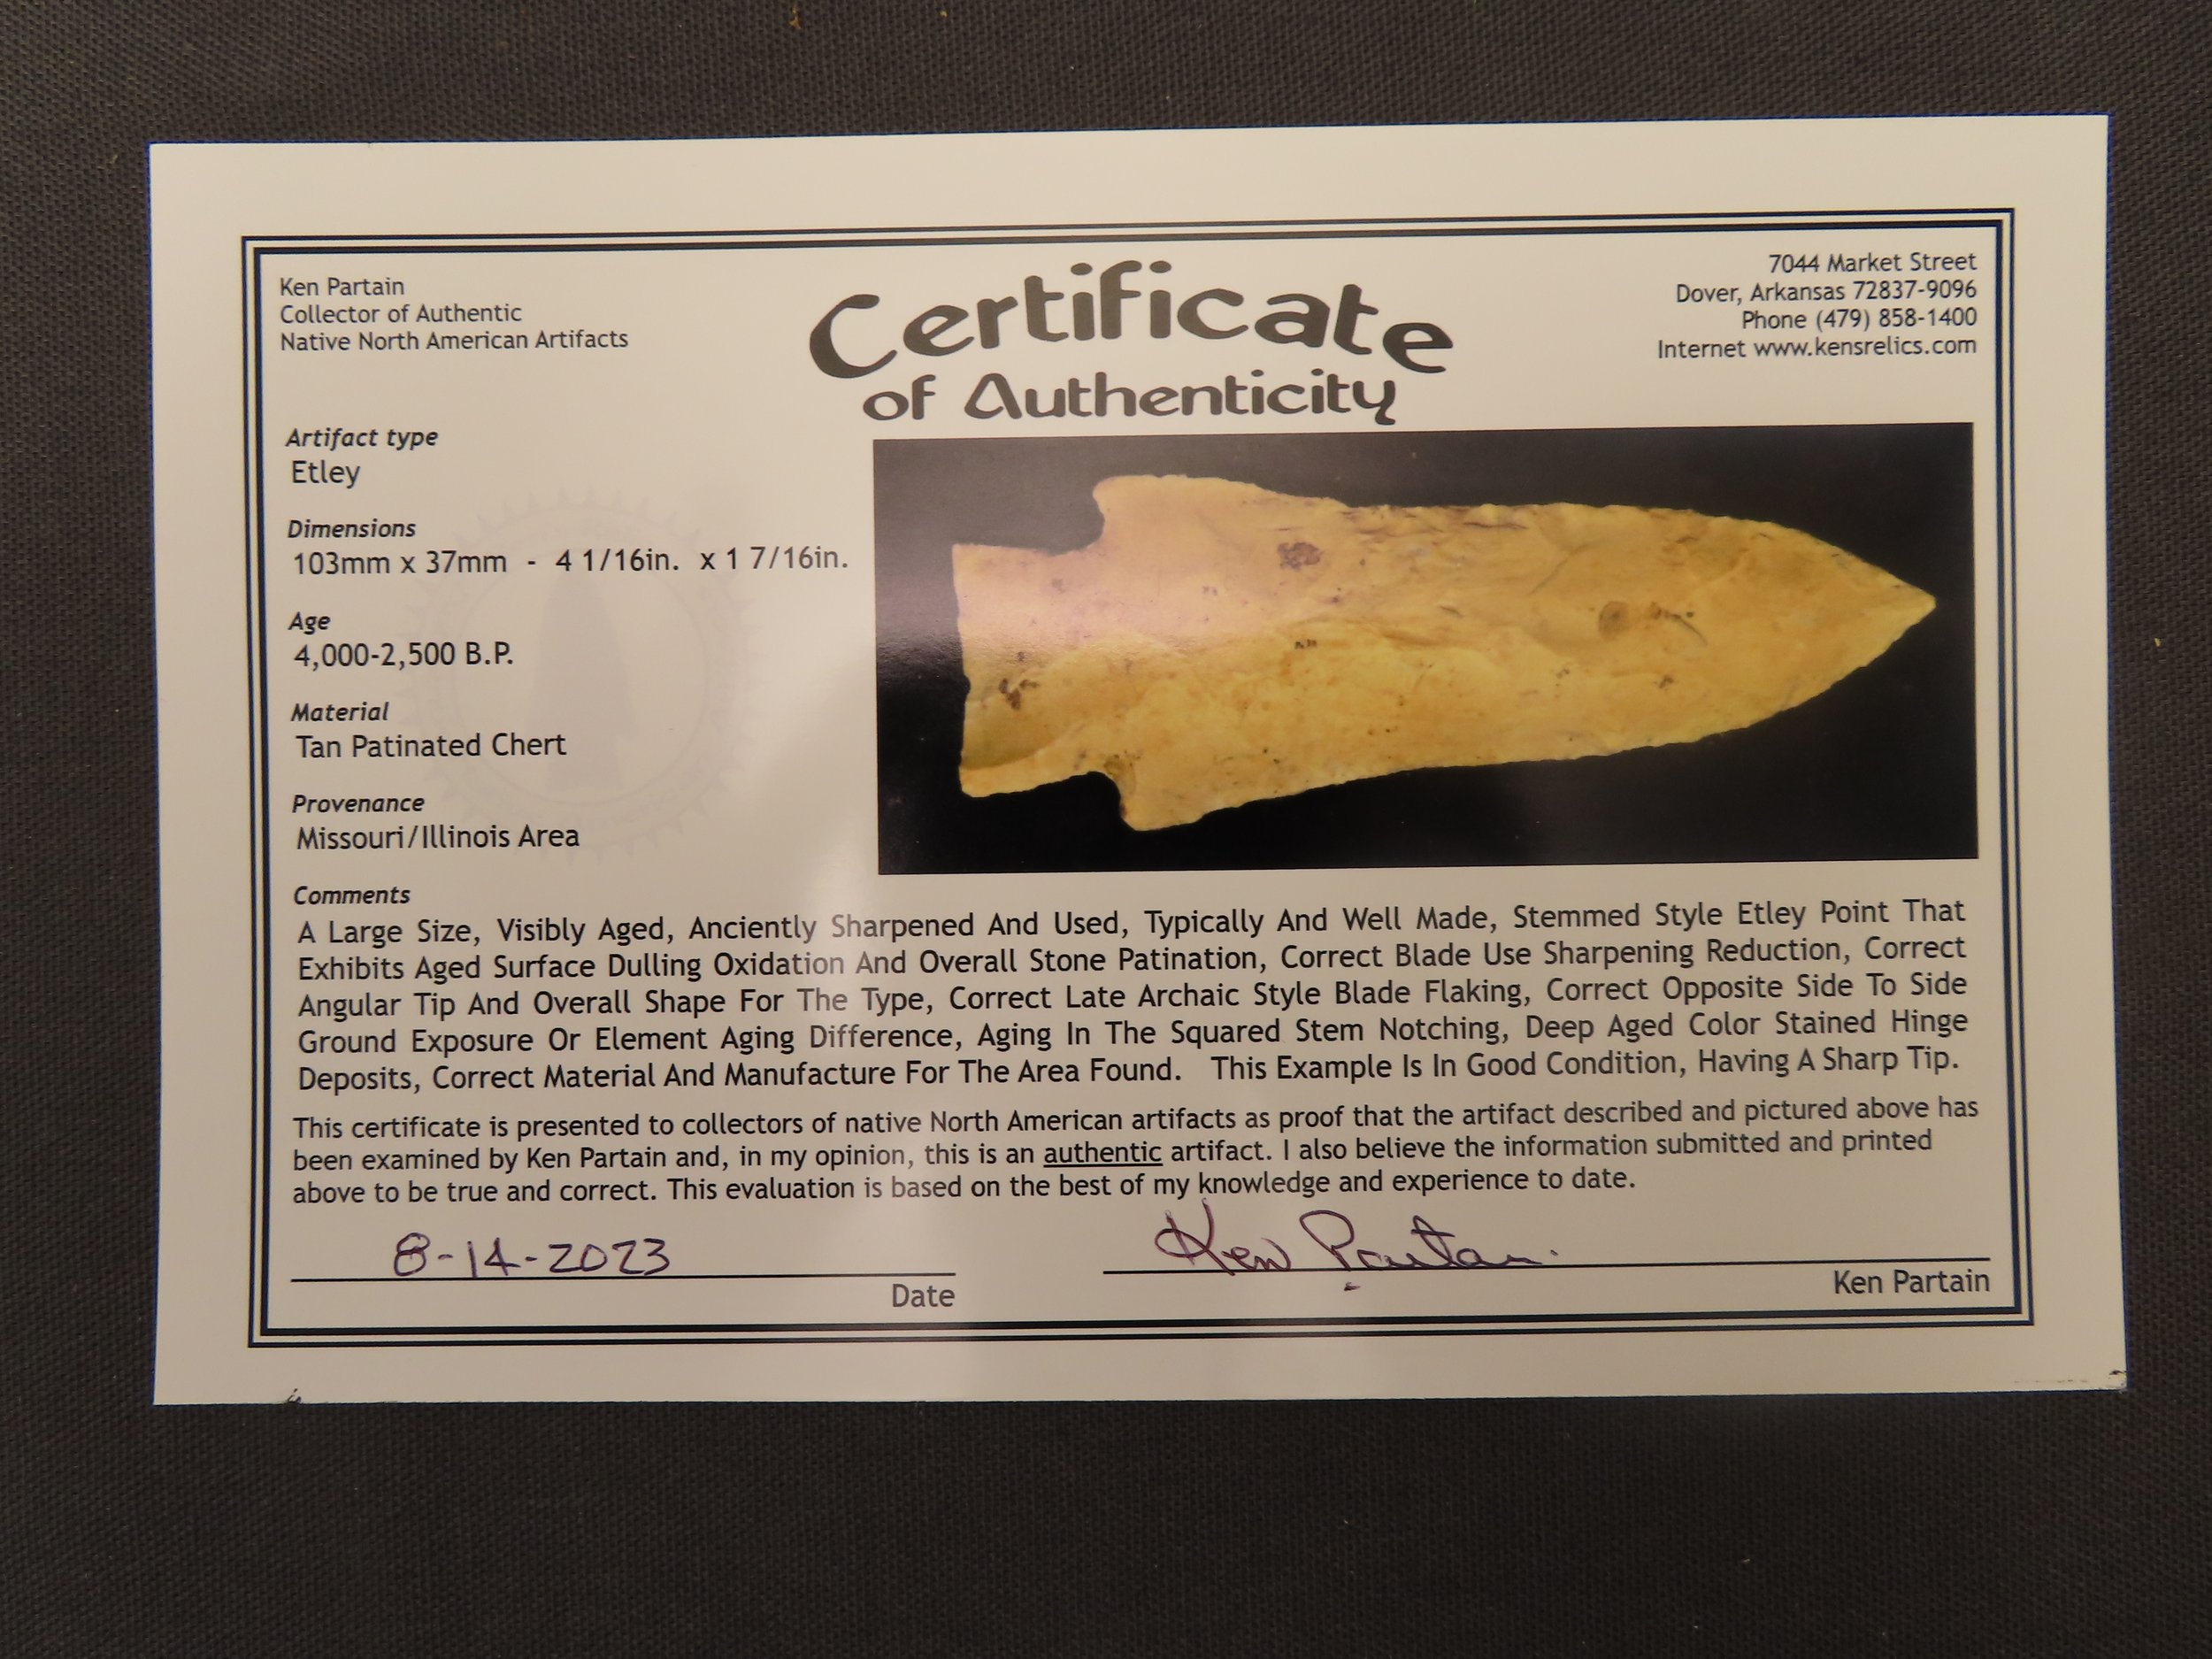 Ken Partain
Collector of Authentic
Native North American Artifacts
Certificate
of Authenticity
7044 Market Street
Dover, Arkansas 72837-9096
Phone (479) 858-1400
Internet www.kensrelics.com
Artifact type
Etley
Dimensions
103mm x 37mm - 4 1/16in. x 1 7/16in.
Age
4,000-2,500 B.P.
Material
Tan Patinated Chert
Provenance
Missouri/Illinois Area
Comments
A Large Size, Visibly Aged, Anciently Sharpened And Used, Typically And Well Made, Stemmed Style Etley Point That
Exhibits Aged Surface Dulling Oxidation And Overall Stone Patination, Correct Blade Use Sharpening Reduction, Correct
Angular Tip And Overall Shape For The Type, Correct Late Archaic Style Blade Flaking, Correct Opposite Side To Side
Ground Exposure Or Element Aging Difference, Aging In The Squared Stem Notching, Deep Aged Color Stained Hinge
Deposits, Correct Material And Manufacture For The Area Found. This Example Is In Good Condition, Having A Sharp Tip.
This certificate is presented to collectors of native North American artifacts as proof that the artifact described and pictured above has
been examined by Ken Partain and, in my opinion, this is an authentic artifact. I also believe the information submitted and printed
above to be true and correct. This evaluation is based on the best of my knowledge and experience to date.
8-14-2023
Ken Partain
Date
Ken Partain